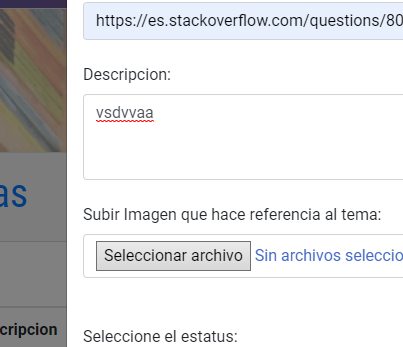 https://es.stackoverflow.com/questions/80
Descripcion:
vsdvvaa
as
Subir Imagen que hace referencia al tema:
Seleccionar archivo Sin archivos seleccio
cripcion
Seleccione el estatus: